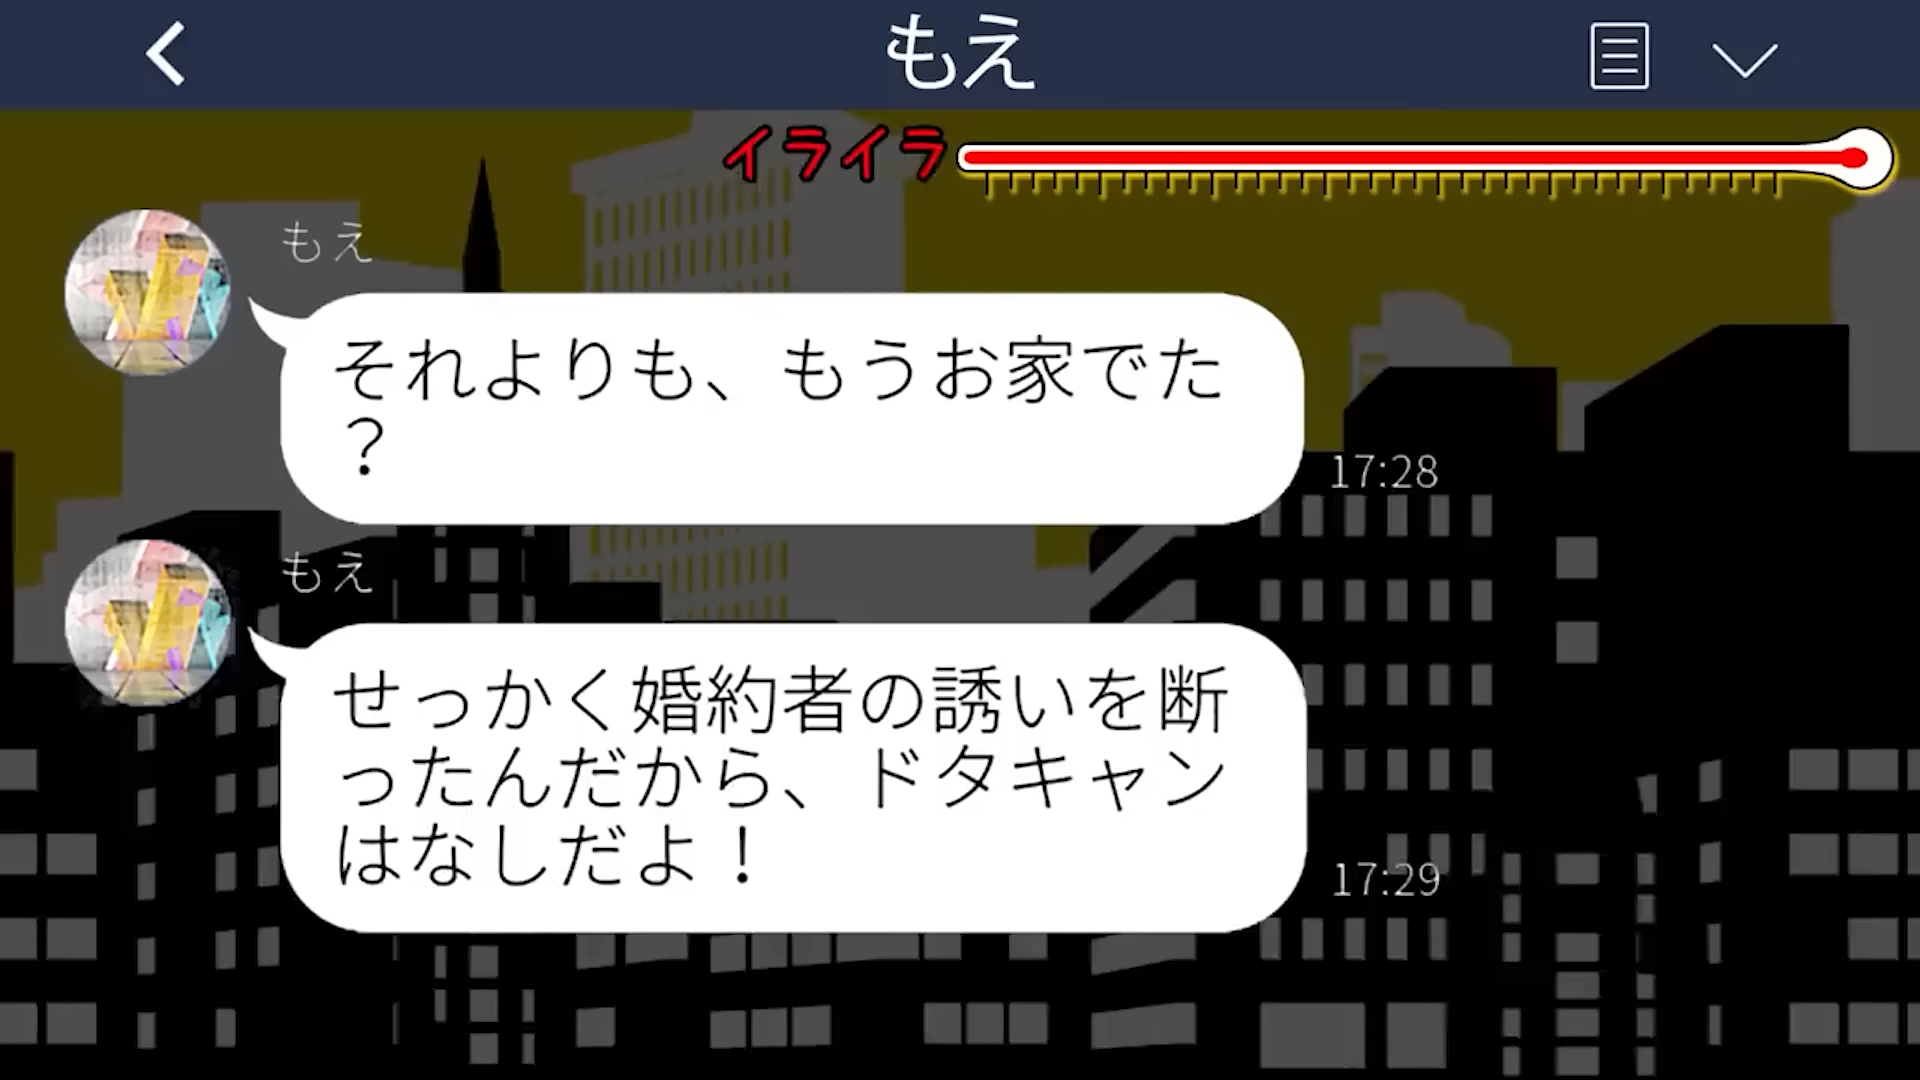 もえ
イライラ
もえ
それよりも、もうお家でた
？
17:28
もえ
せっかく婚約者の誘いを断
ったんだから、ドタキャン
はなしだよ！
17:29